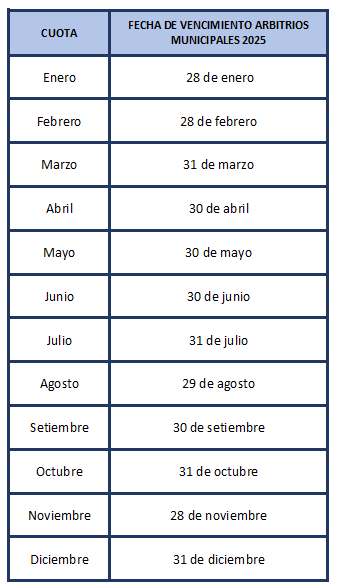 CUOTA
FECHA DE VENCIMIENTO ARBITRIOS
MUNICIPALES 2025
Enero
28 de enero
Febrero
28 de febrero
Marzo
31 de marzo
Abril
30 de abril
Mayo
30 de mayo
Junio
30 de junio
Julio
31 de julio
Agosto
29 de agosto
Setiembre
30 de setiembre
Octubre
31 de octubre
Noviembre
28 de noviembre
Diciembre
31 de diciembre